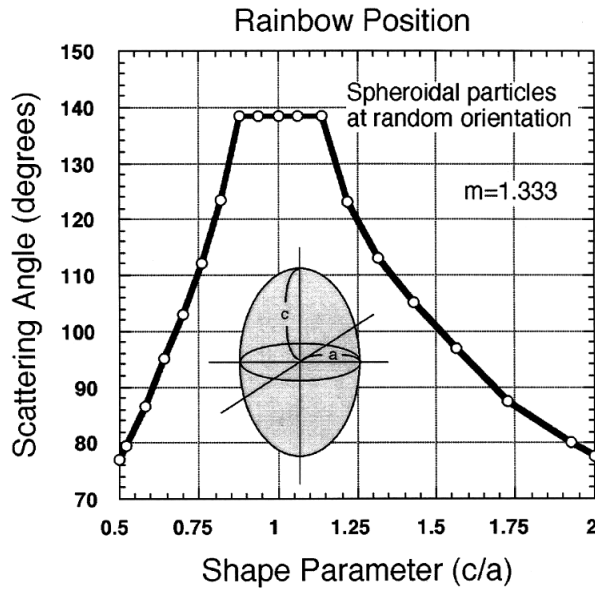 Rainbow Position
150
140
130
120
110
100
90
80
70
Scattering Angle (degrees)
Spheroidal particles
at random orientation
m=1.333
c
a
0.5 0.75 1 1.25 1.5 1.75 2
Shape Parameter (c/a)